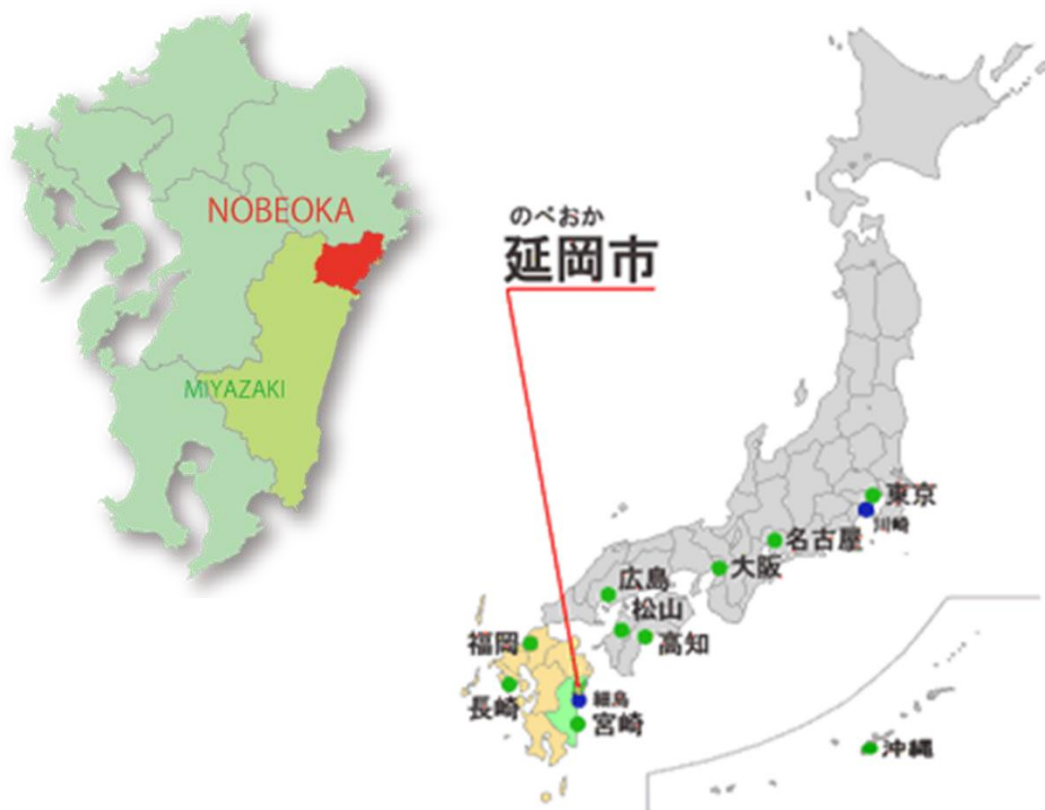 NOBEOKA
MIYAZAKI
のべおか
延岡市
東京
川崎
名古屋
大阪
広島
松山
高知
福岡
長崎
細島
宮崎
沖縄